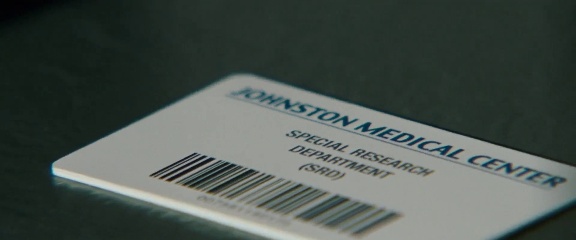 JOHNSTON MEDICAL CENTER
SPECIAL RESEARCH
DEPARTMENT
(SRD)